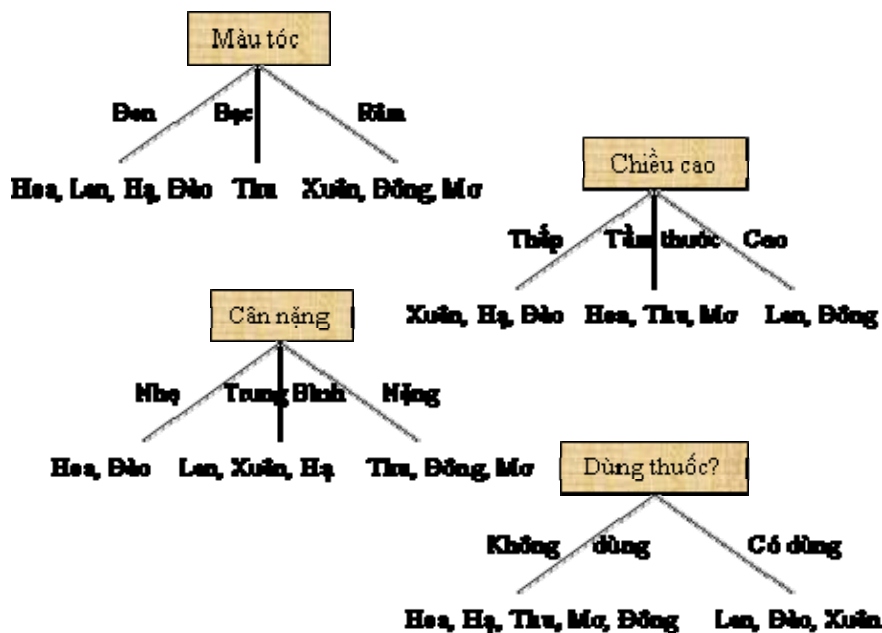 Màu tóc
Đen Bạc Râm
Hoa, Lan, Hạ, Đào Thu Xuân, Đông, Mơ
Chiều cao
Thấp Tầm thước Cao
Xuân, Hạ, Đào Hoa, Thu, Mơ Lan, Đông
Cân nặng
Nhẹ Trung Bình Nặng
Hoa, Đào Lan, Xuân, Hạ Thu, Đông, Mơ
Dùng thuốc?
Không dùng Có dùng
Hoa, Hạ, Thu, Mơ, Đông Lan, Đào, Xuân